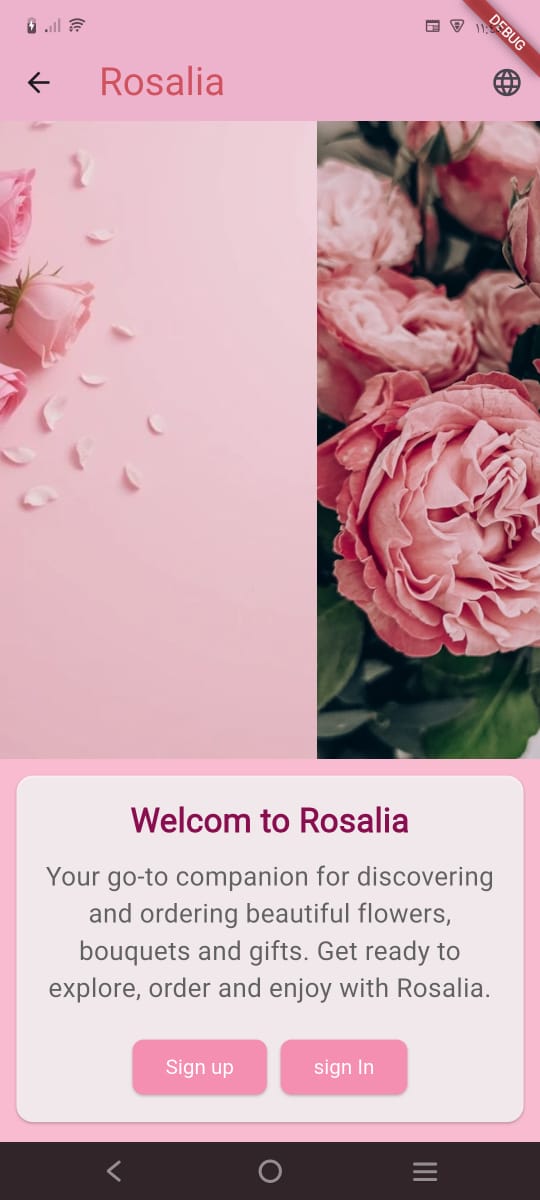 DEBUG
Rosalia
Welcom to Rosalia
Your go-to companion for discovering
and ordering beautiful flowers,
bouquets and gifts. Get ready to
explore, order and enjoy with Rosalia.
Sign up
sign In